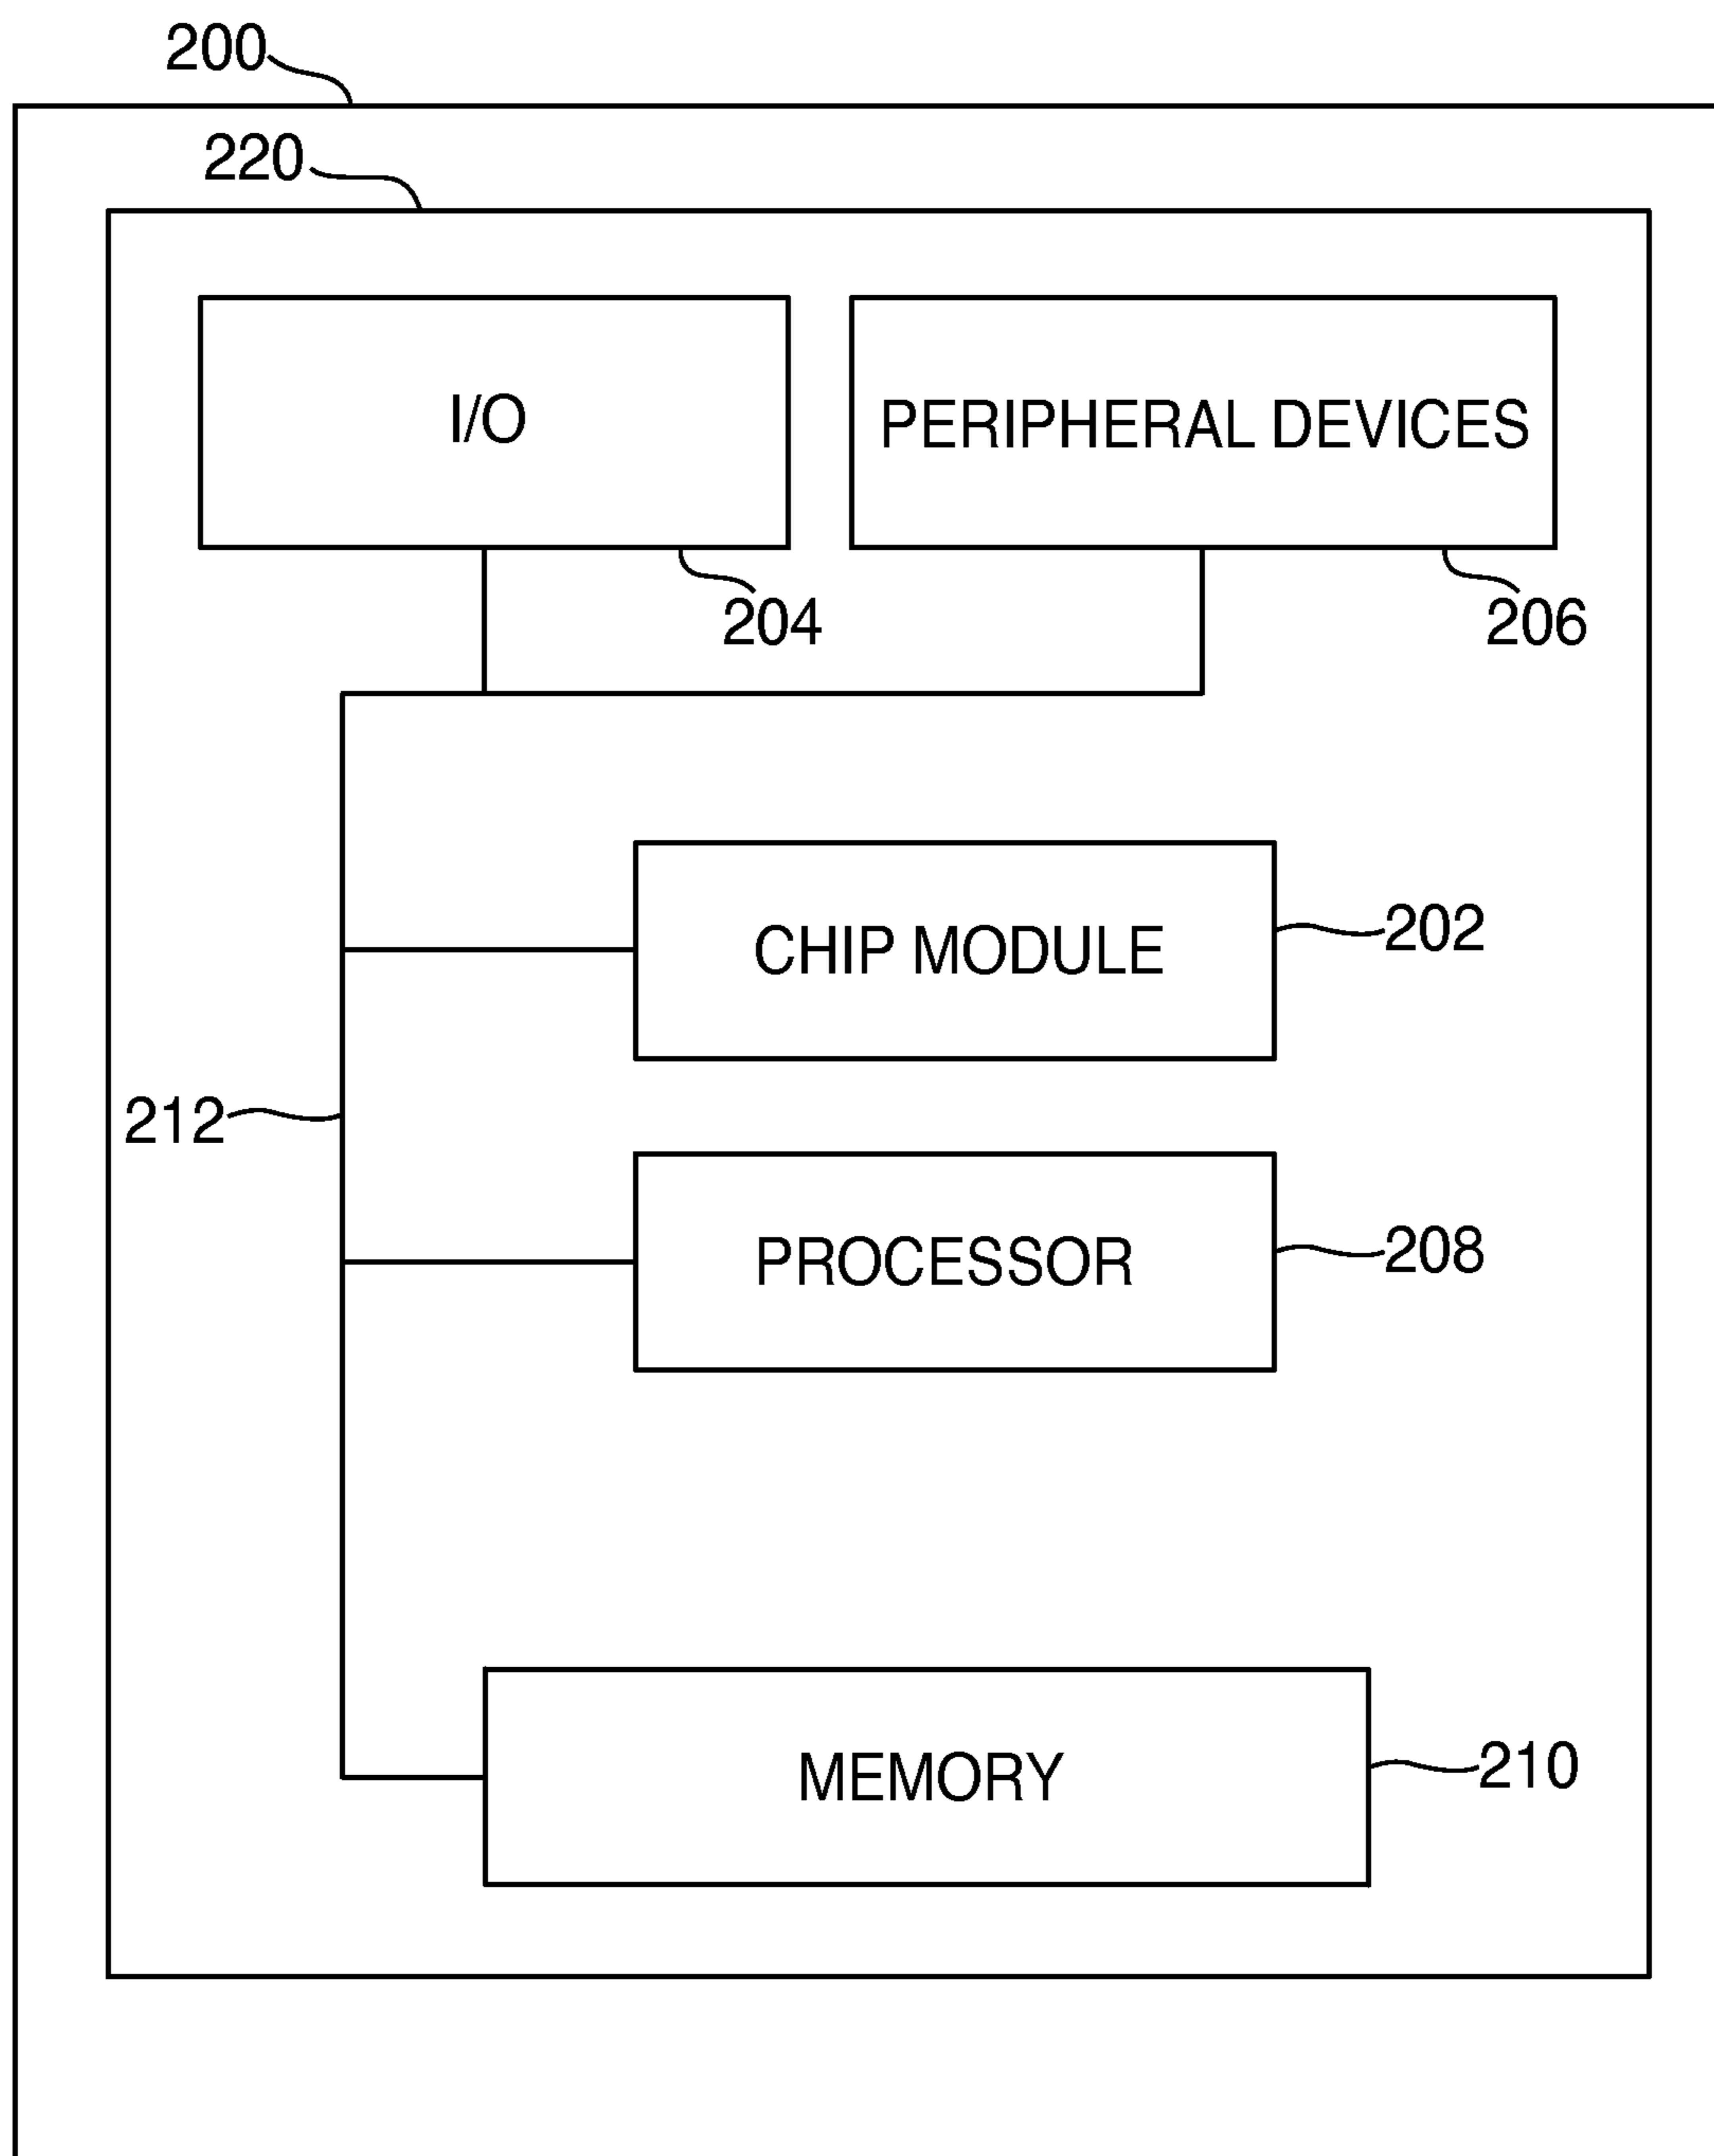 200
220
I/O
PERIPHERAL DEVICES
204
206
CHIP MODULE
202
212
PROCESSOR
208
MEMORY
210